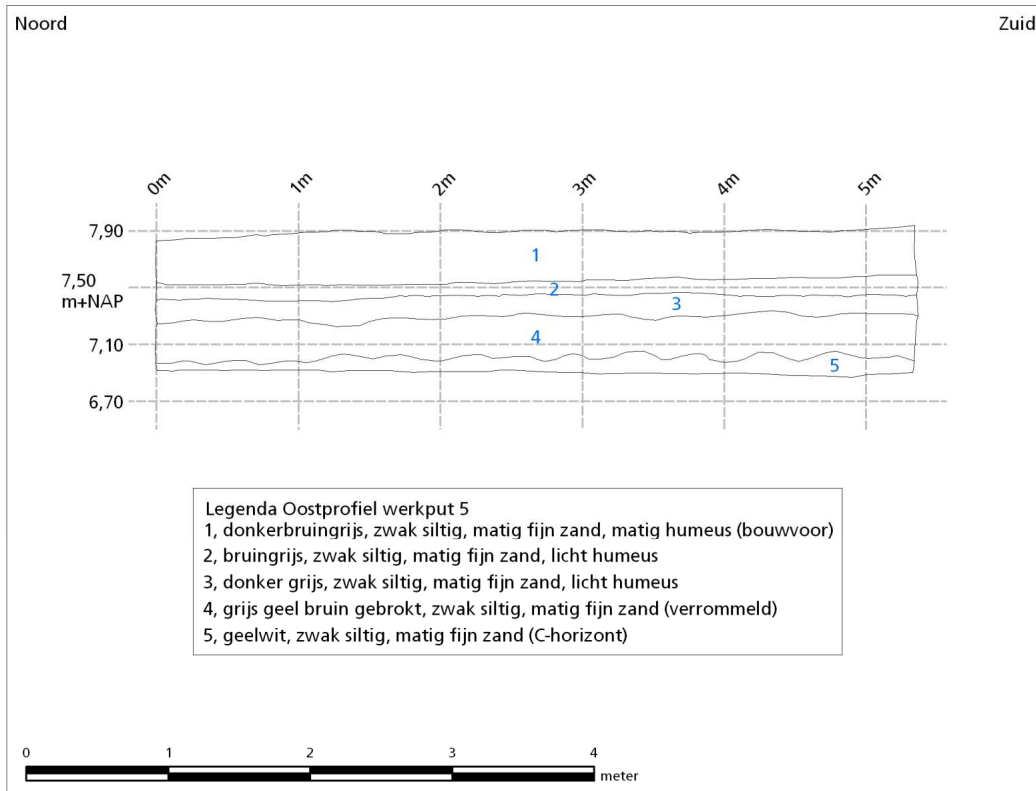 Noord Zuid
0m 1m 2m 3m 4m 5m
7,90
1
7,50
m+NAP
2
3
4
7,10
5
6,70
Legenda Oostprofiel werkput 5
1, donkerbruingrijs, zwak siltig, matig fijn zand, matig humeus (bouwvoor)
2, bruingrijs, zwak siltig, matig fijn zand, licht humeus
3, donker grijs, zwak siltig, matig fijn zand, licht humeus
4, grijs geel bruin gebrokt, zwak siltig, matig fijn zand (verrommeld)
5, geelwit, zwak siltig, matig fijn zand (C-horizont)
0 1 2 3 4
meter